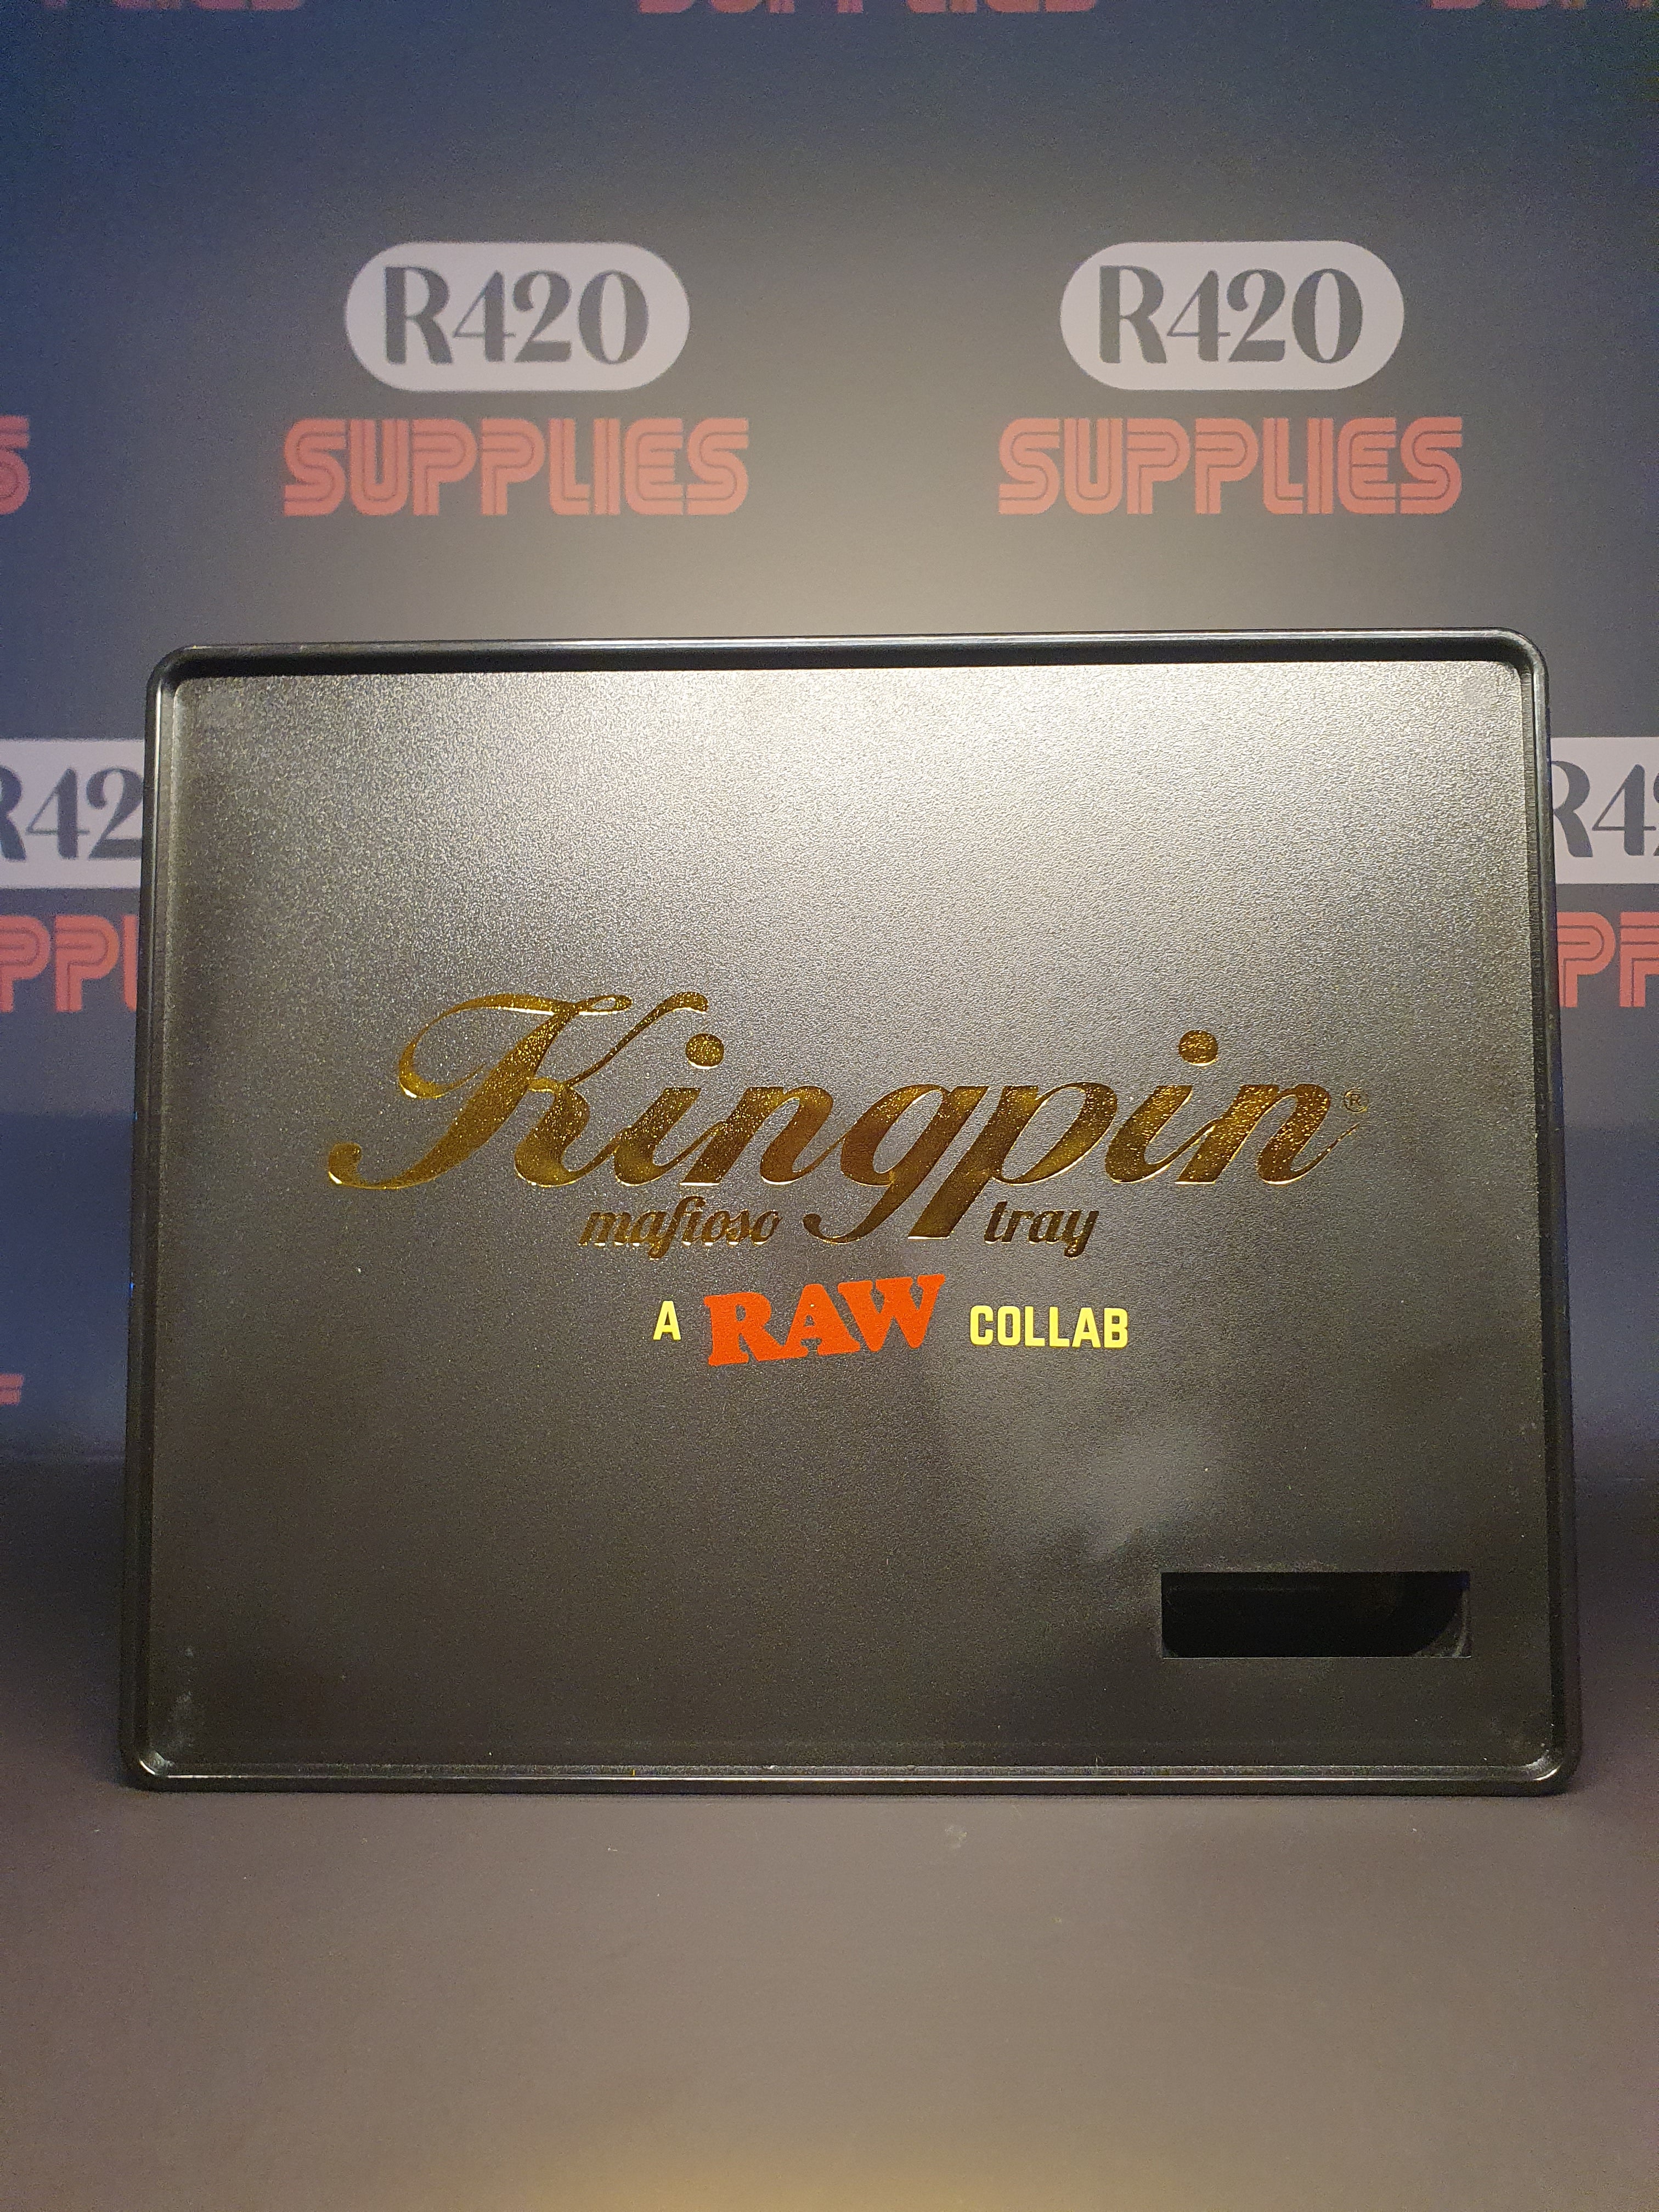 R420
SUPPLIES
R420
SUPPLIES
Kingpin®
mafioso tray
A RAW COLLAB